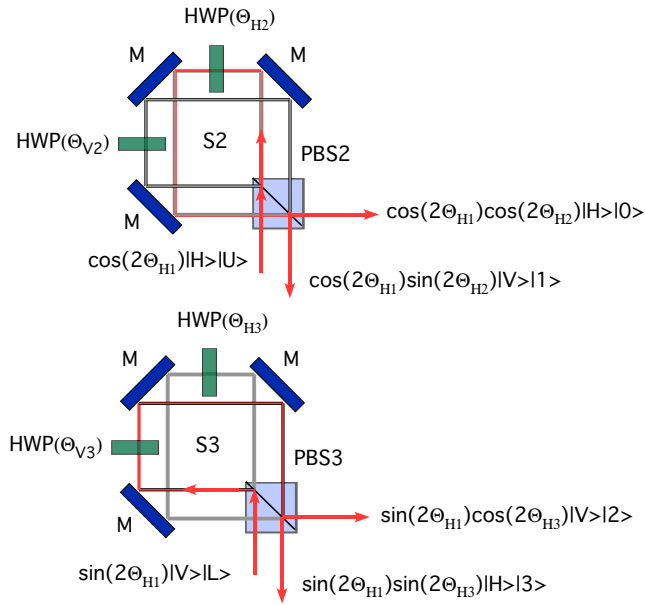 HWP(Θ_H2)
M
M
HWP(Θ_V2)
S2
PBS2
M
cos(2Θ_H1)cos(2Θ_H2)|H>|0>
cos(2Θ_H1)|H>|U>
cos(2Θ_H1)sin(2Θ_H2)|V>|1>
HWP(Θ_H3)
M
M
HWP(Θ_V3)
S3
PBS3
M
sin(2Θ_H1)cos(2Θ_H3)|V>|2>
sin(2Θ_H1)|V>|L>
sin(2Θ_H1)sin(2Θ_H3)|H>|3>